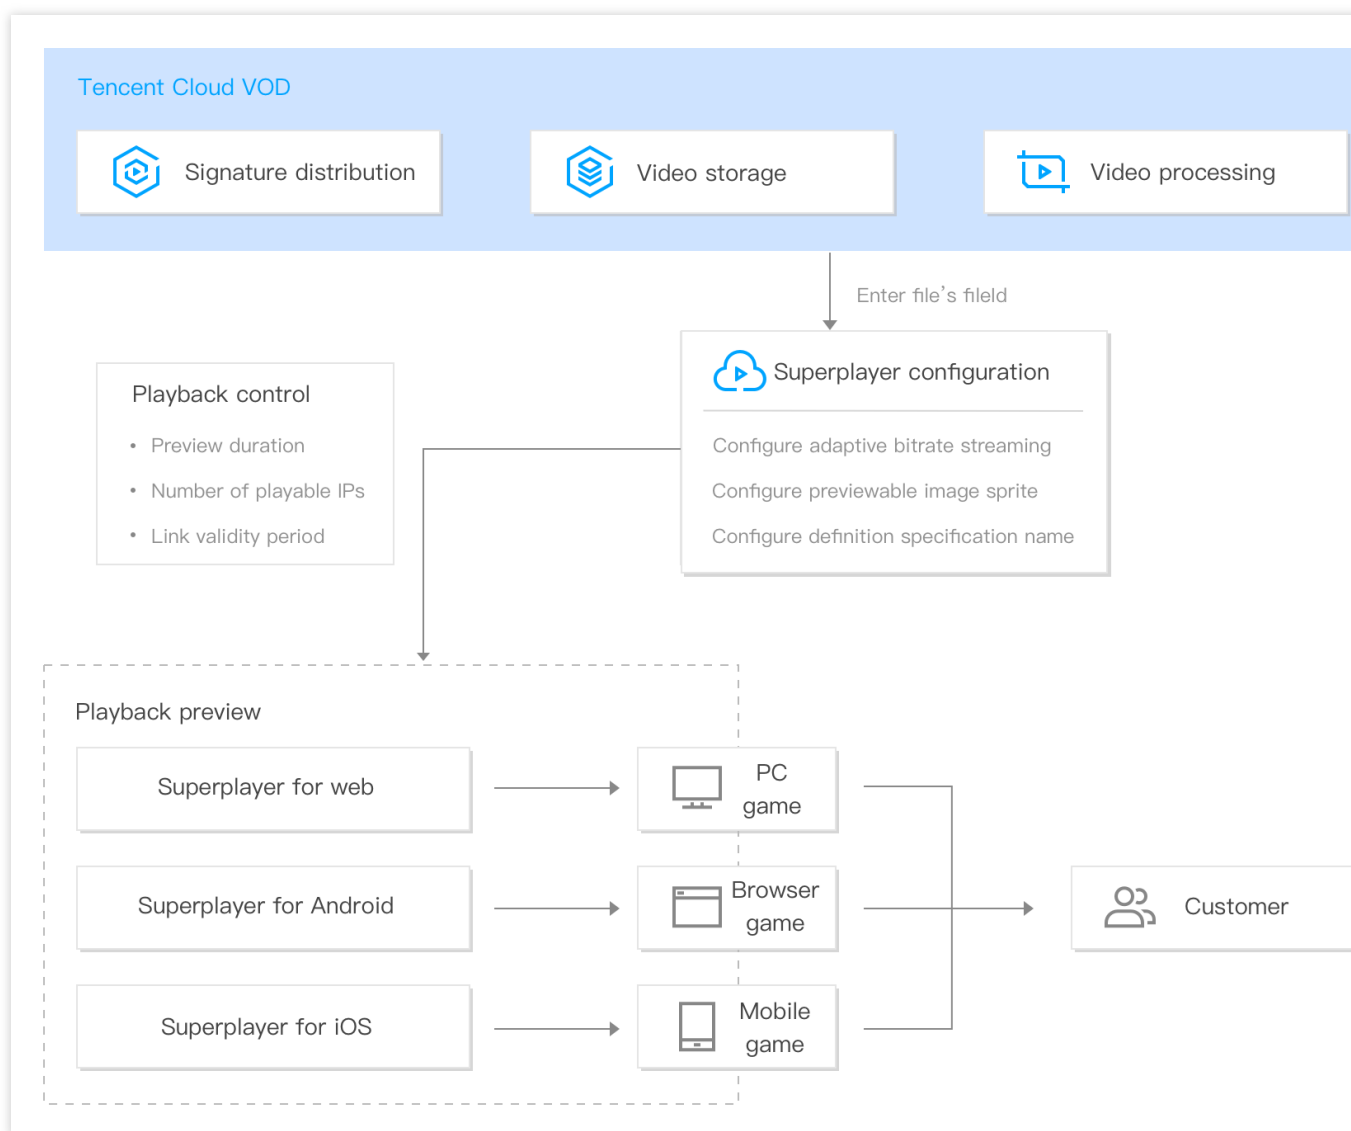 Tencent Cloud VOD
Signature distribution
Video storage
Video processing
Enter file's fileId
Superplayer configuration
Configure adaptive bitrate streaming
Configure previewable image sprite
Configure definition specification name
Playback control
• Preview duration
• Number of playable IPs
• Link validity period
Playback preview
Superplayer for web
PC
game
Superplayer for Android
Browser
game
Customer
Superplayer for iOS
Mobile
game